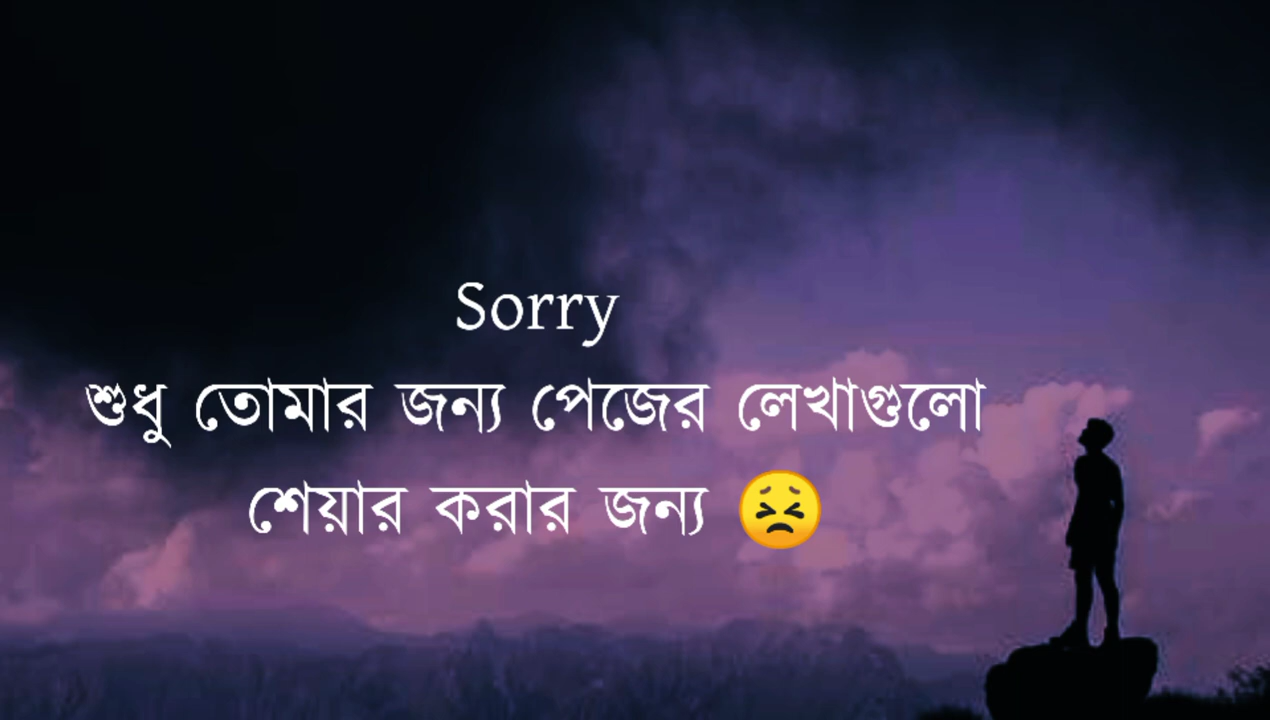 Sorry
শুধু তোমার জন্য পেজের লেখাগুলো
শেয়ার করার জন্য 😣